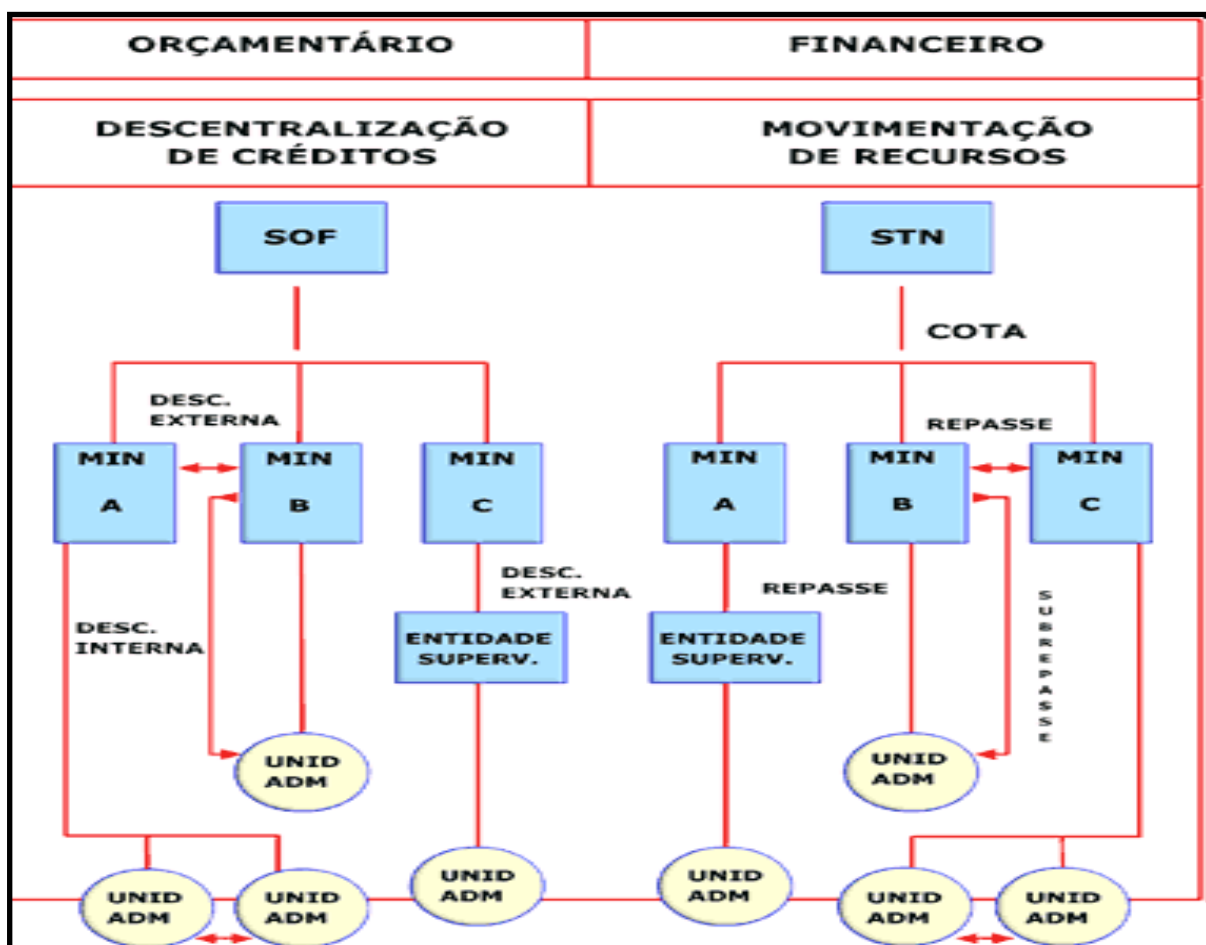 ORÇAMENTÁRIO
FINANCEIRO
DESCENTRALIZAÇÃO
DE CRÉDITOS
MOVIMENTAÇÃO
DE RECURSOS
SOF
STN
COTA
DESC.
EXTERNA
REPASSE
MIN
A
MIN
B
MIN
C
MIN
A
MIN
B
MIN
C
DESC.
EXTERNA
REPASSE
SUBREPASSE
DESC.
INTERNA
ENTIDADE
SUPERV.
ENTIDADE
SUPERV.
UNID
ADM
UNID
ADM
UNID
ADM
UNID
ADM
UNID
ADM
UNID
ADM
UNID
ADM
UNID
ADM